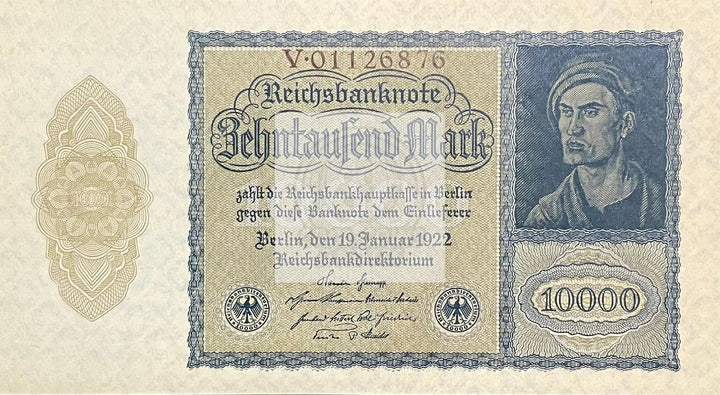 V·01126876
Reichsbanknote
Zehntausend Mark
zahlt die Reichsbankhauptkasse in Berlin
gegen diese Banknote dem Einlieferer
Berlin, den 19. Januar 1922
Reichsbankdirektorium
10000